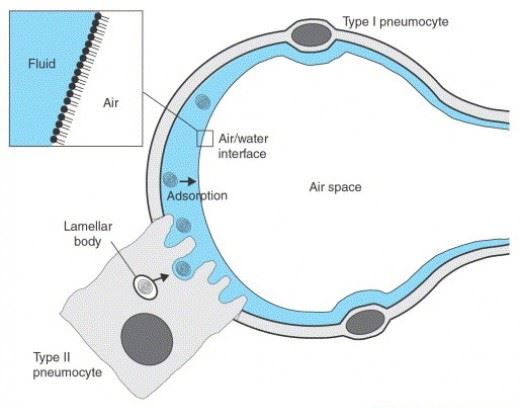 Type I pneumocyte
Fluid
Air
Air/water
interface
Adsorption
Air space
Lamellar
body
Type II
pneumocyte